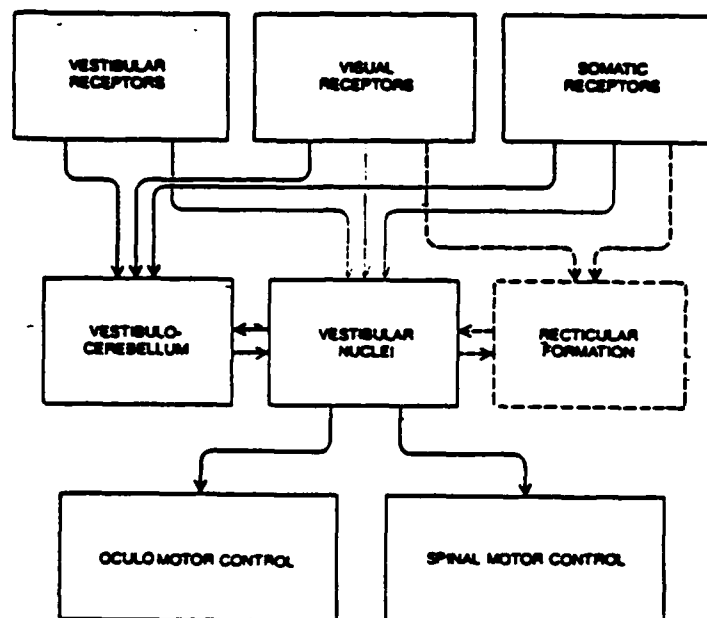 VESTIBULAR
RECEPTORS
VISUAL
RECEPTORS
SOMATIC
RECEPTORS
VESTIBULO-
CEREBELLUM
VESTIBULAR
NUCLEI
RECTICULAR
FORMATION
OCULO MOTOR CONTROL
SPINAL MOTOR CONTROL